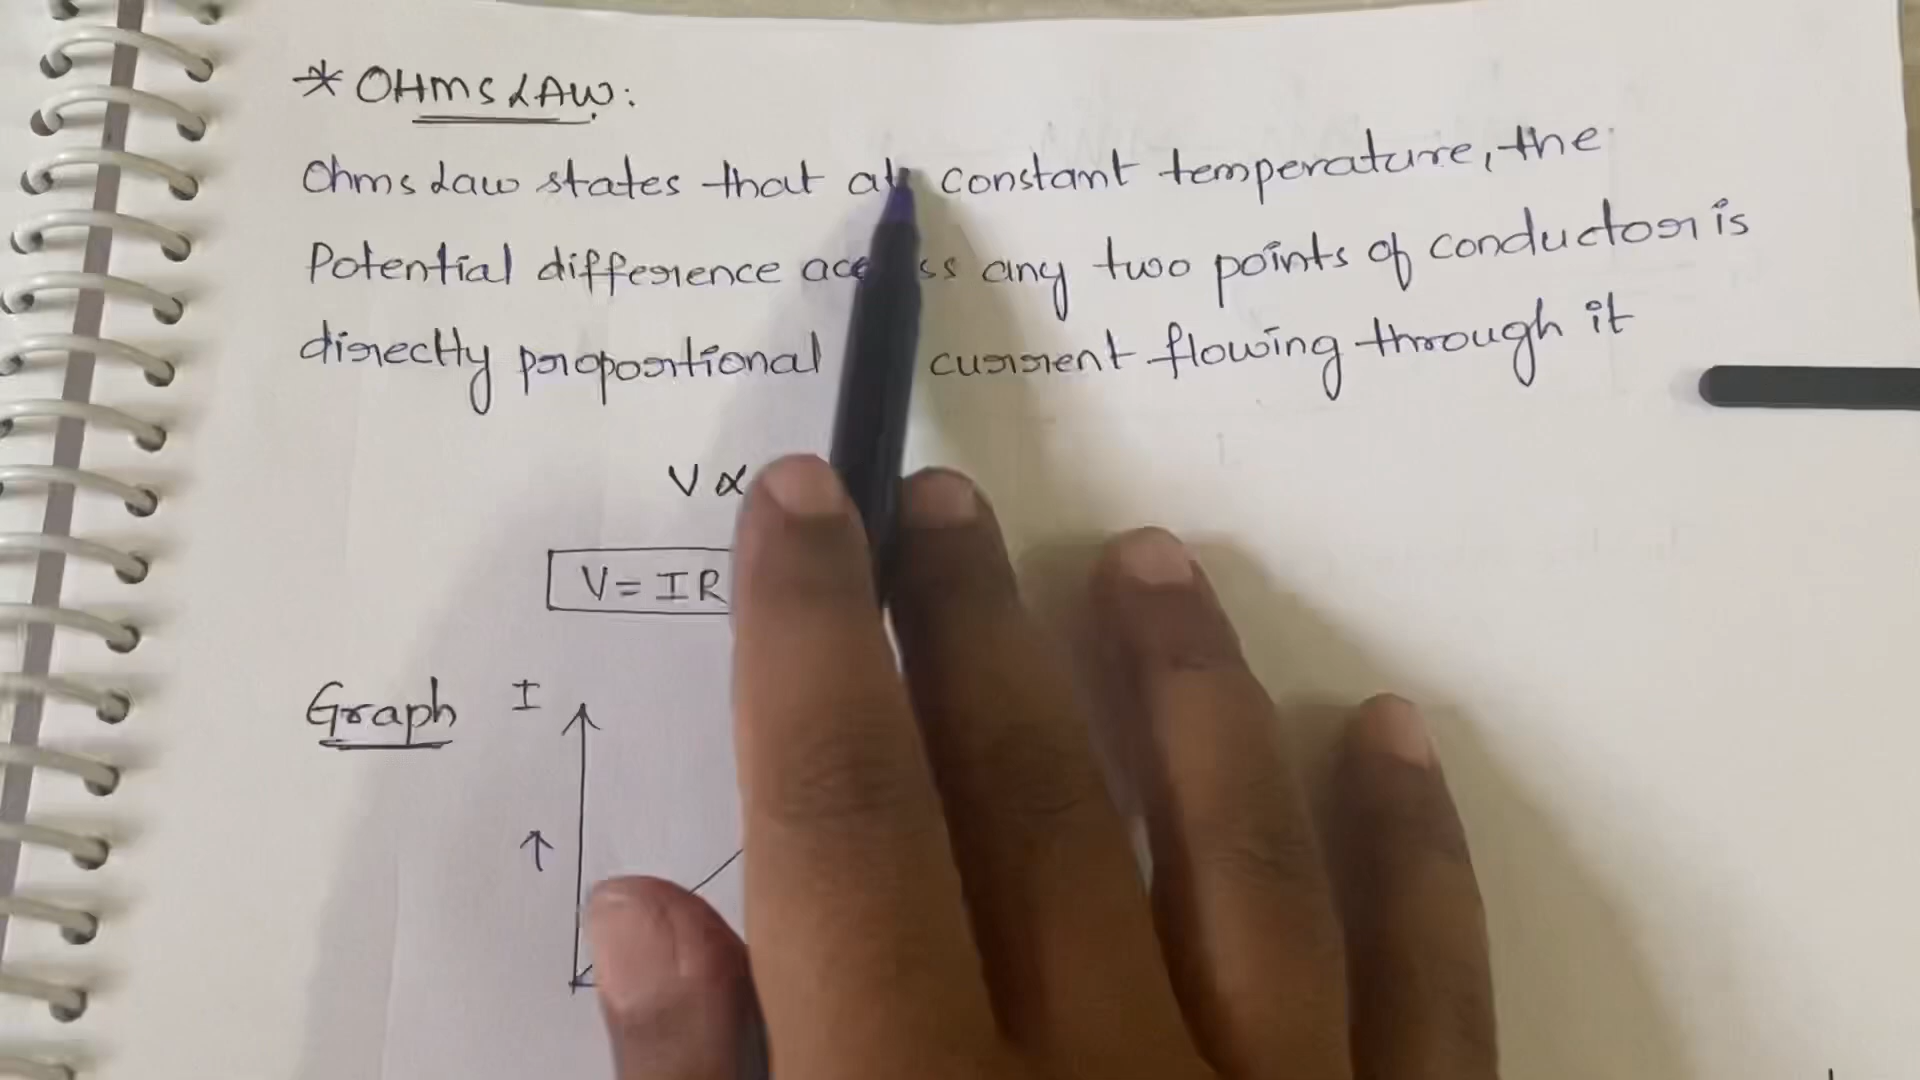 * OHMS LAW:
Ohms Law states that at constant temperature, the
Potential difference across any two points of conductor is
directly proportional current flowing through it
V ∝
V = IR
Graph I
↑